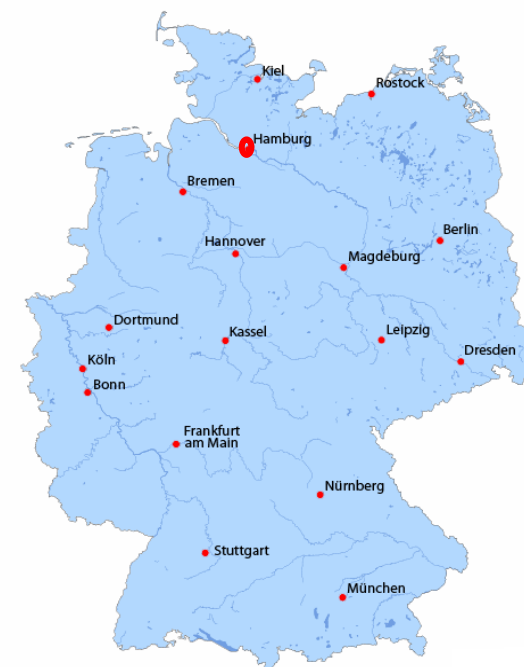 Kiel
Rostock
Hamburg
Bremen
Berlin
Hannover
Magdeburg
Dortmund
Kassel
Leipzig
Dresden
Köln
Bonn
Frankfurt
am Main
Nürnberg
Stuttgart
München